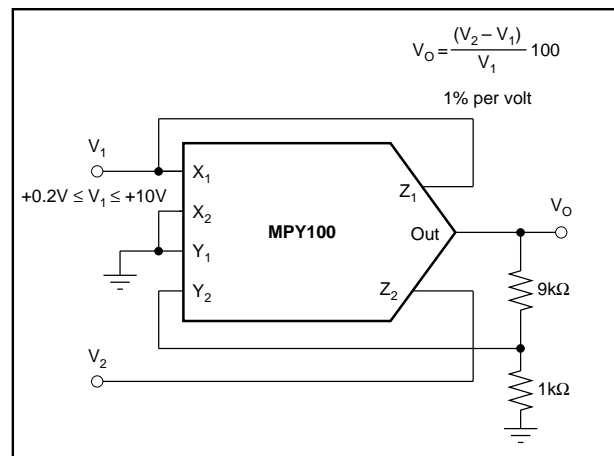 V_O = (V_2 – V_1) / V_1 100
1% per volt
V_1
+0.2V ≤ V_1 ≤ +10V
X_1
X_2
Y_1
Y_2
MPY100
Z_1
Out
Z_2
V_O
9kΩ
V_2
1kΩ